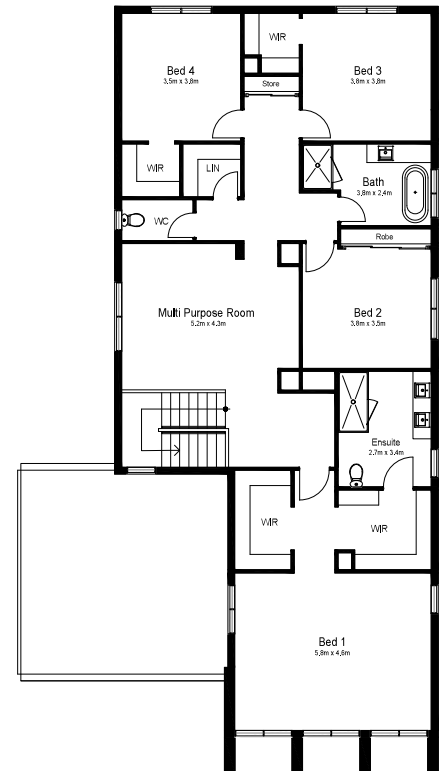 WIR
Bed 4
3,5m x 3,8m
Bed 3
3,8m x 3,8m
Store
WIR
LIN
Bath
3,8m x 2,4m
WC
Robe
Multi Purpose Room
5.2m x 4.3m
Bed 2
3,8m x 3,5m
Ensuite
2.7m x 3.4m
WIR
WIR
Bed 1
5,8m x 4,6m